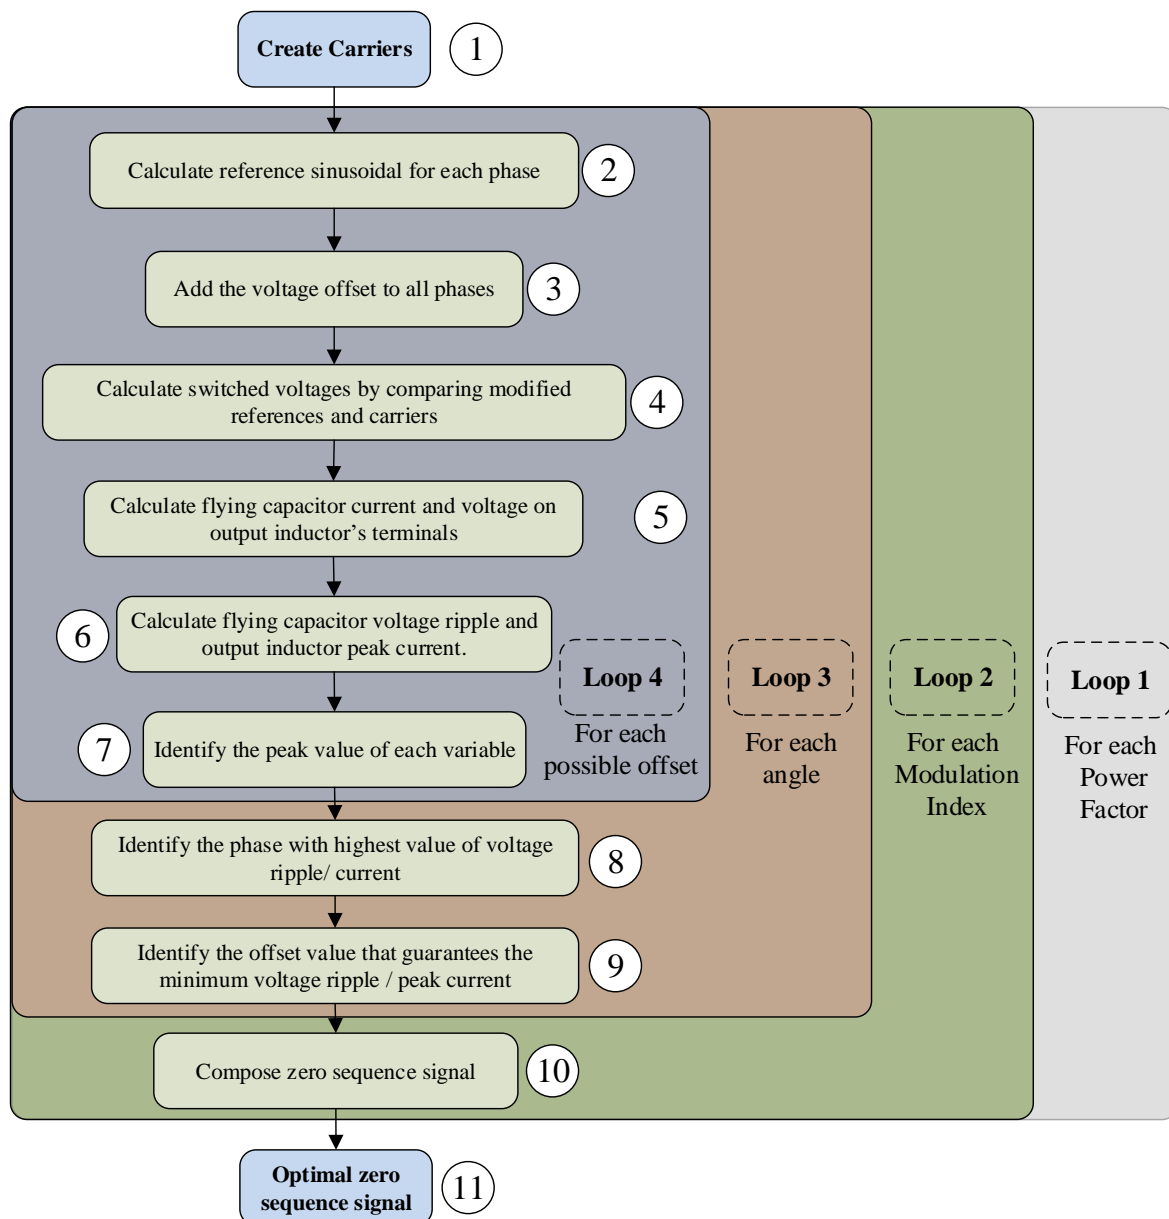 Create Carriers
1
Calculate reference sinusoidal for each phase
2
Add the voltage offset to all phases
3
Calculate switched voltages by comparing modified
references and carriers
4
Calculate flying capacitor current and voltage on
output inductor’s terminals
5
Calculate flying capacitor voltage ripple and
output inductor peak current.
6
Identify the peak value of each variable
7
Loop 4
For each
possible offset
Loop 3
For each
angle
Loop 2
For each
Modulation
Index
Loop 1
For each
Power
Factor
Identify the phase with highest value of voltage
ripple/ current
8
Identify the offset value that guarantees the
minimum voltage ripple / peak current
9
Compose zero sequence signal
10
Optimal zero
sequence signal
11